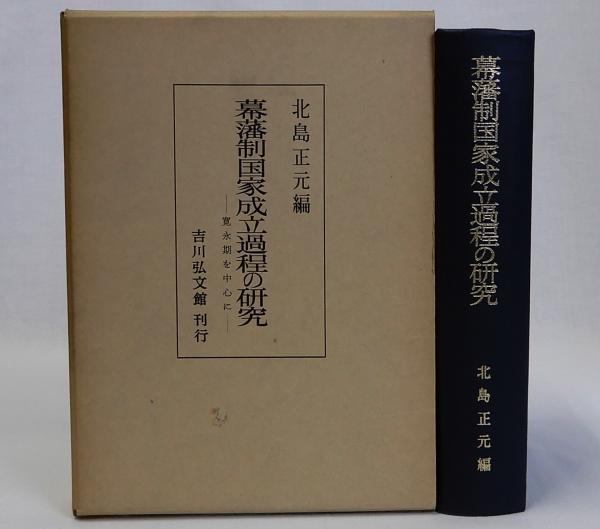 北島正元編
幕藩制国家成立過程の研究
―寛永期を中心に―
吉川弘文館 刊行
幕藩制国家成立過程の研究
北島正元編